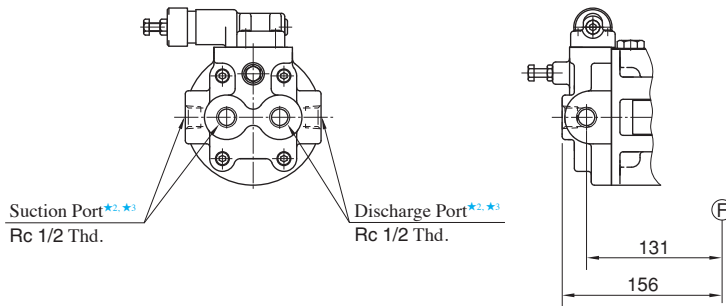 Suction Port★2, ★3
Rc 1/2 Thd.
Discharge Port★2, ★3
Rc 1/2 Thd.
F
131
156